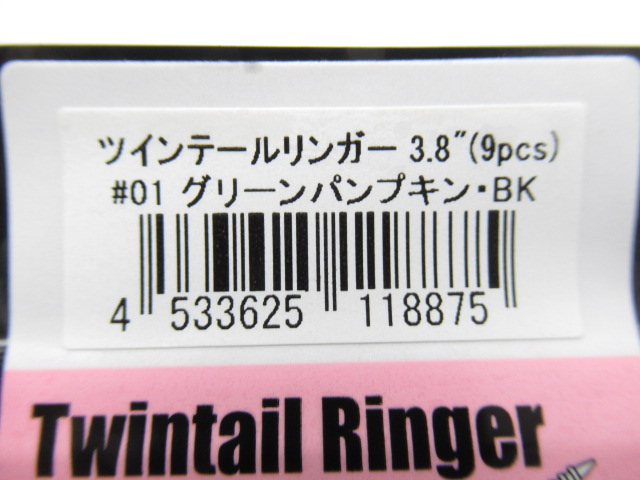 ツインテールリンガー 3.8"(9pcs)
#01 グリーンパンプキン・BK
4 533625 118875
Twintail Ringer